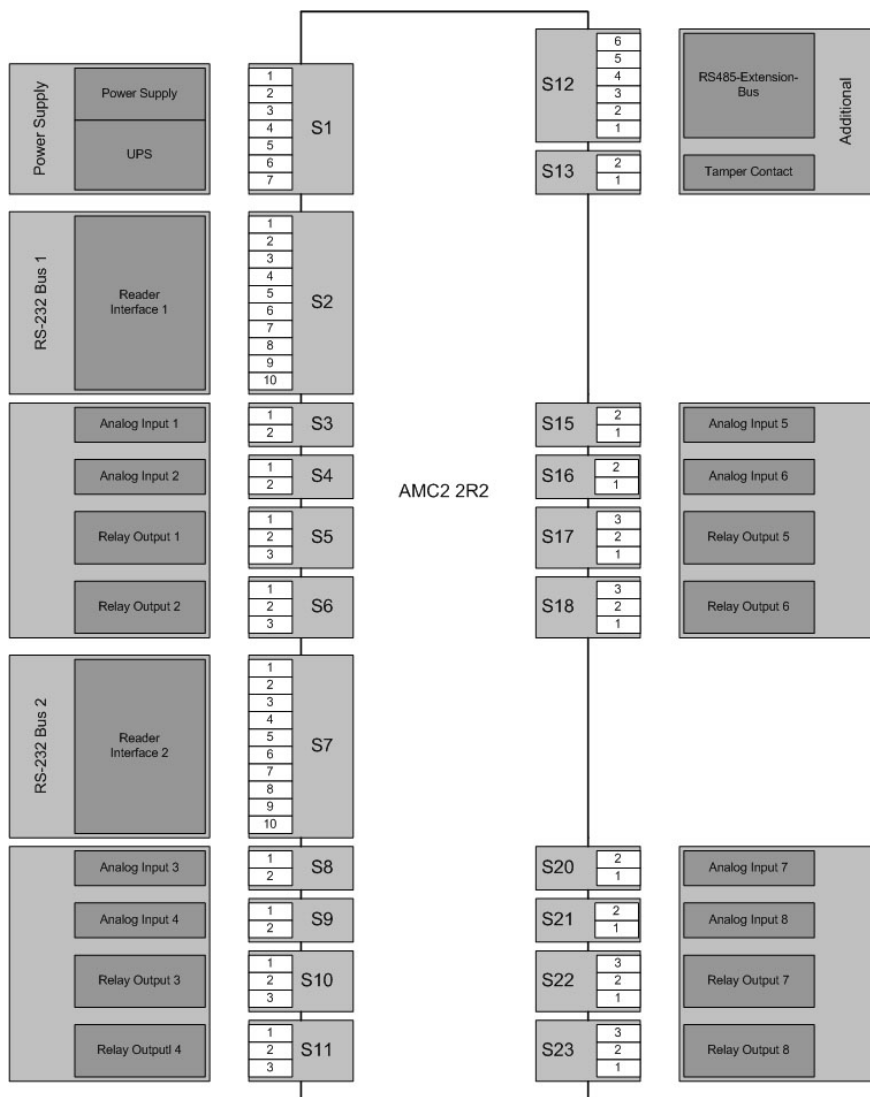 Power Supply
Power Supply
UPS
1
2
3
4
5
6
7
S1
RS-232 Bus 1
Reader
Interface 1
1
2
3
4
5
6
7
8
9
10
S2
Analog Input 1
1
2
S3
Analog Input 2
1
2
S4
Relay Output 1
1
2
3
S5
Relay Output 2
1
2
3
S6
RS-232 Bus 2
Reader
Interface 2
1
2
3
4
5
6
7
8
9
10
S7
Analog Input 3
1
2
S8
Analog Input 4
1
2
S9
Relay Output 3
1
2
3
S10
Relay Outputl 4
1
2
3
S11
AMC2 2R2
S12
6
5
4
3
2
1
RS485-Extension-
Bus
Additional
S13
2
1
Tamper Contact
S15
2
1
Analog Input 5
S16
2
1
Analog Input 6
S17
3
2
1
Relay Output 5
S18
3
2
1
Relay Output 6
S20
2
1
Analog Input 7
S21
2
1
Analog Input 8
S22
3
2
1
Relay Output 7
S23
3
2
1
Relay Output 8